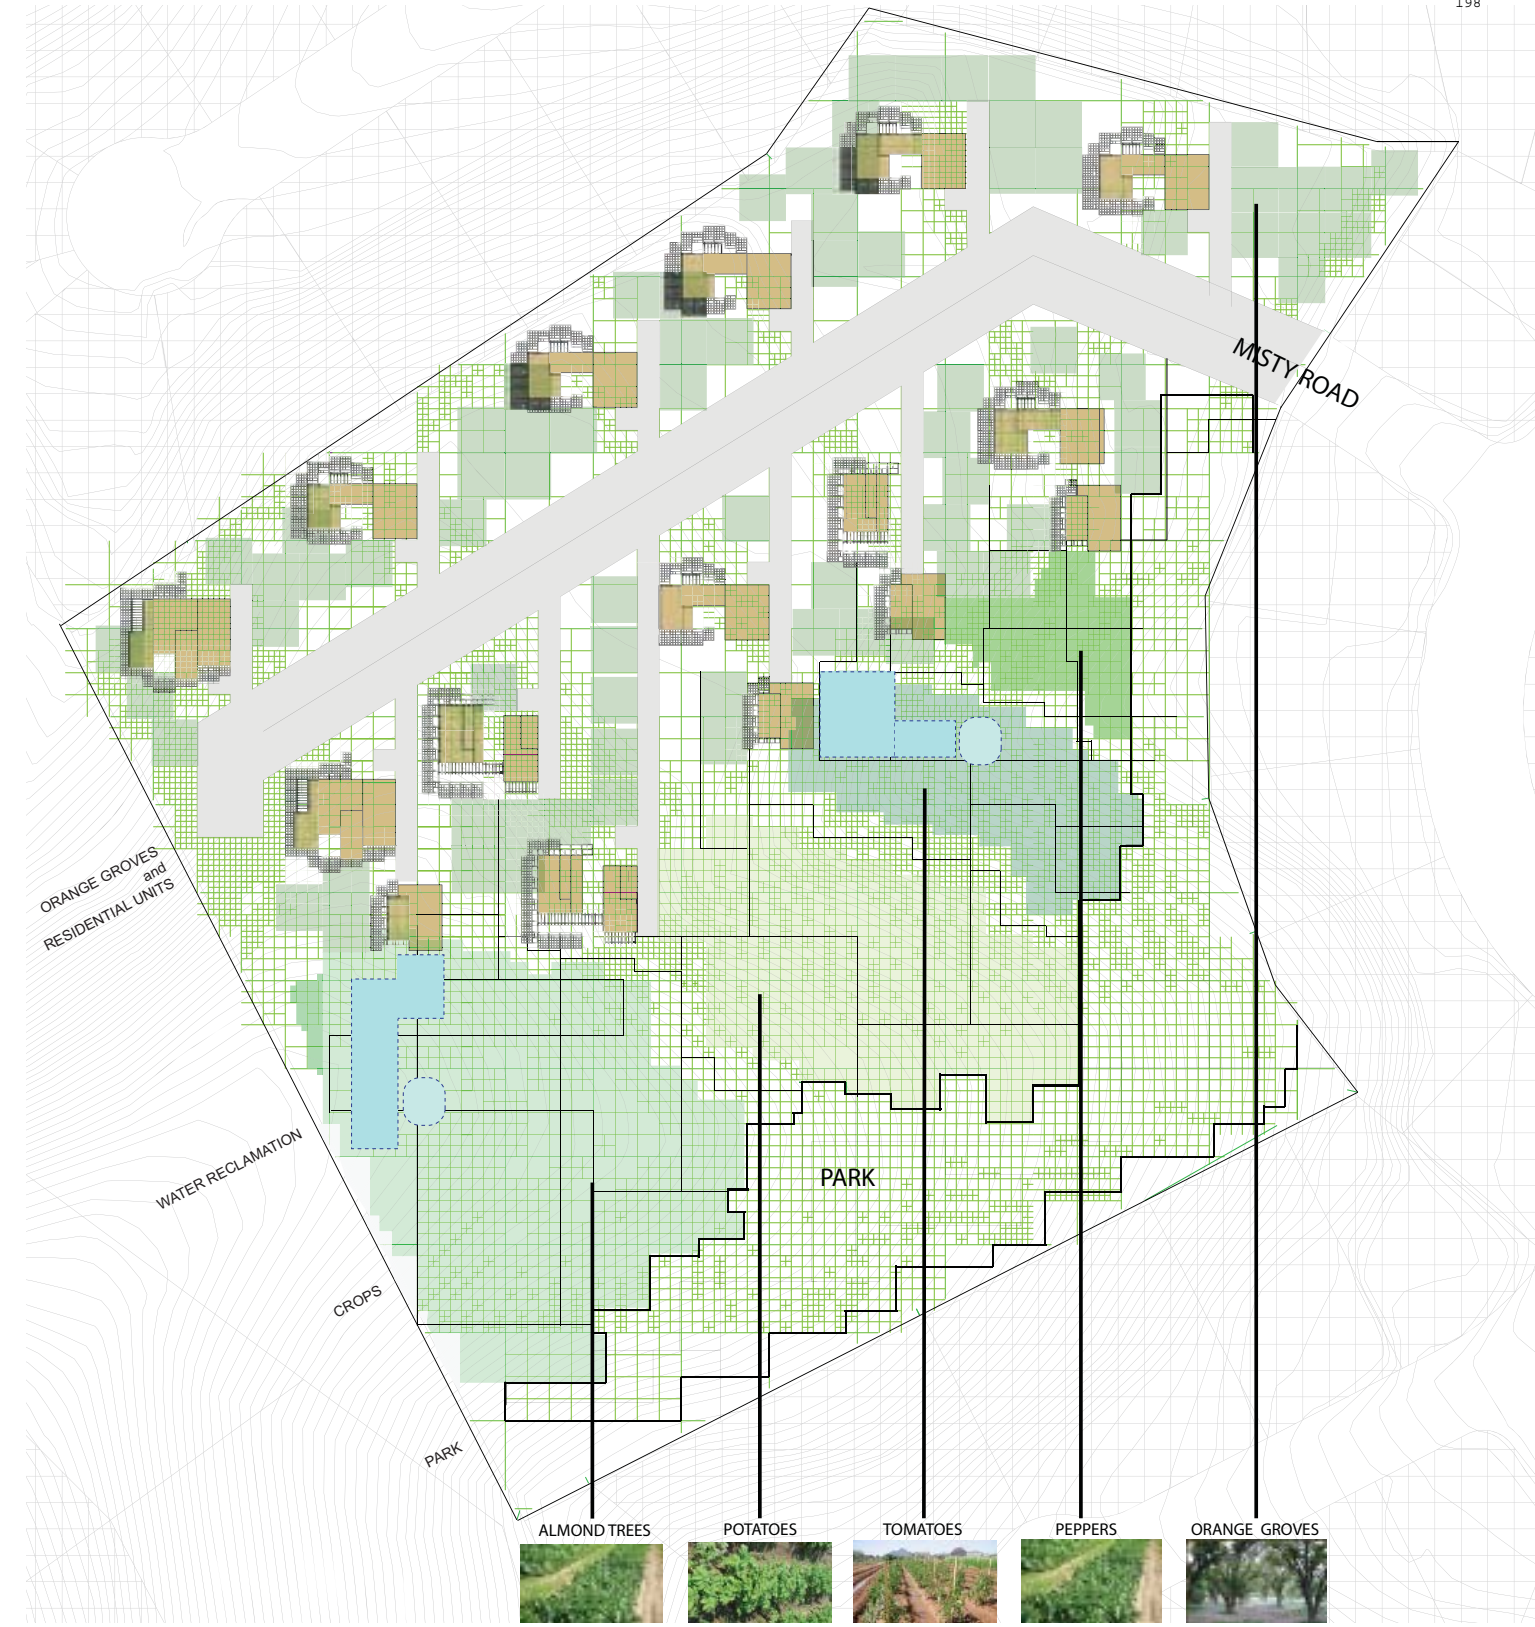 198
MISTY ROAD
ORANGE GROVES
and
RESIDENTIAL UNITS
WATER RECLAMATION
PARK
CROPS
PARK
ALMOND TREES
POTATOES
TOMATOES
PEPPERS
ORANGE GROVES